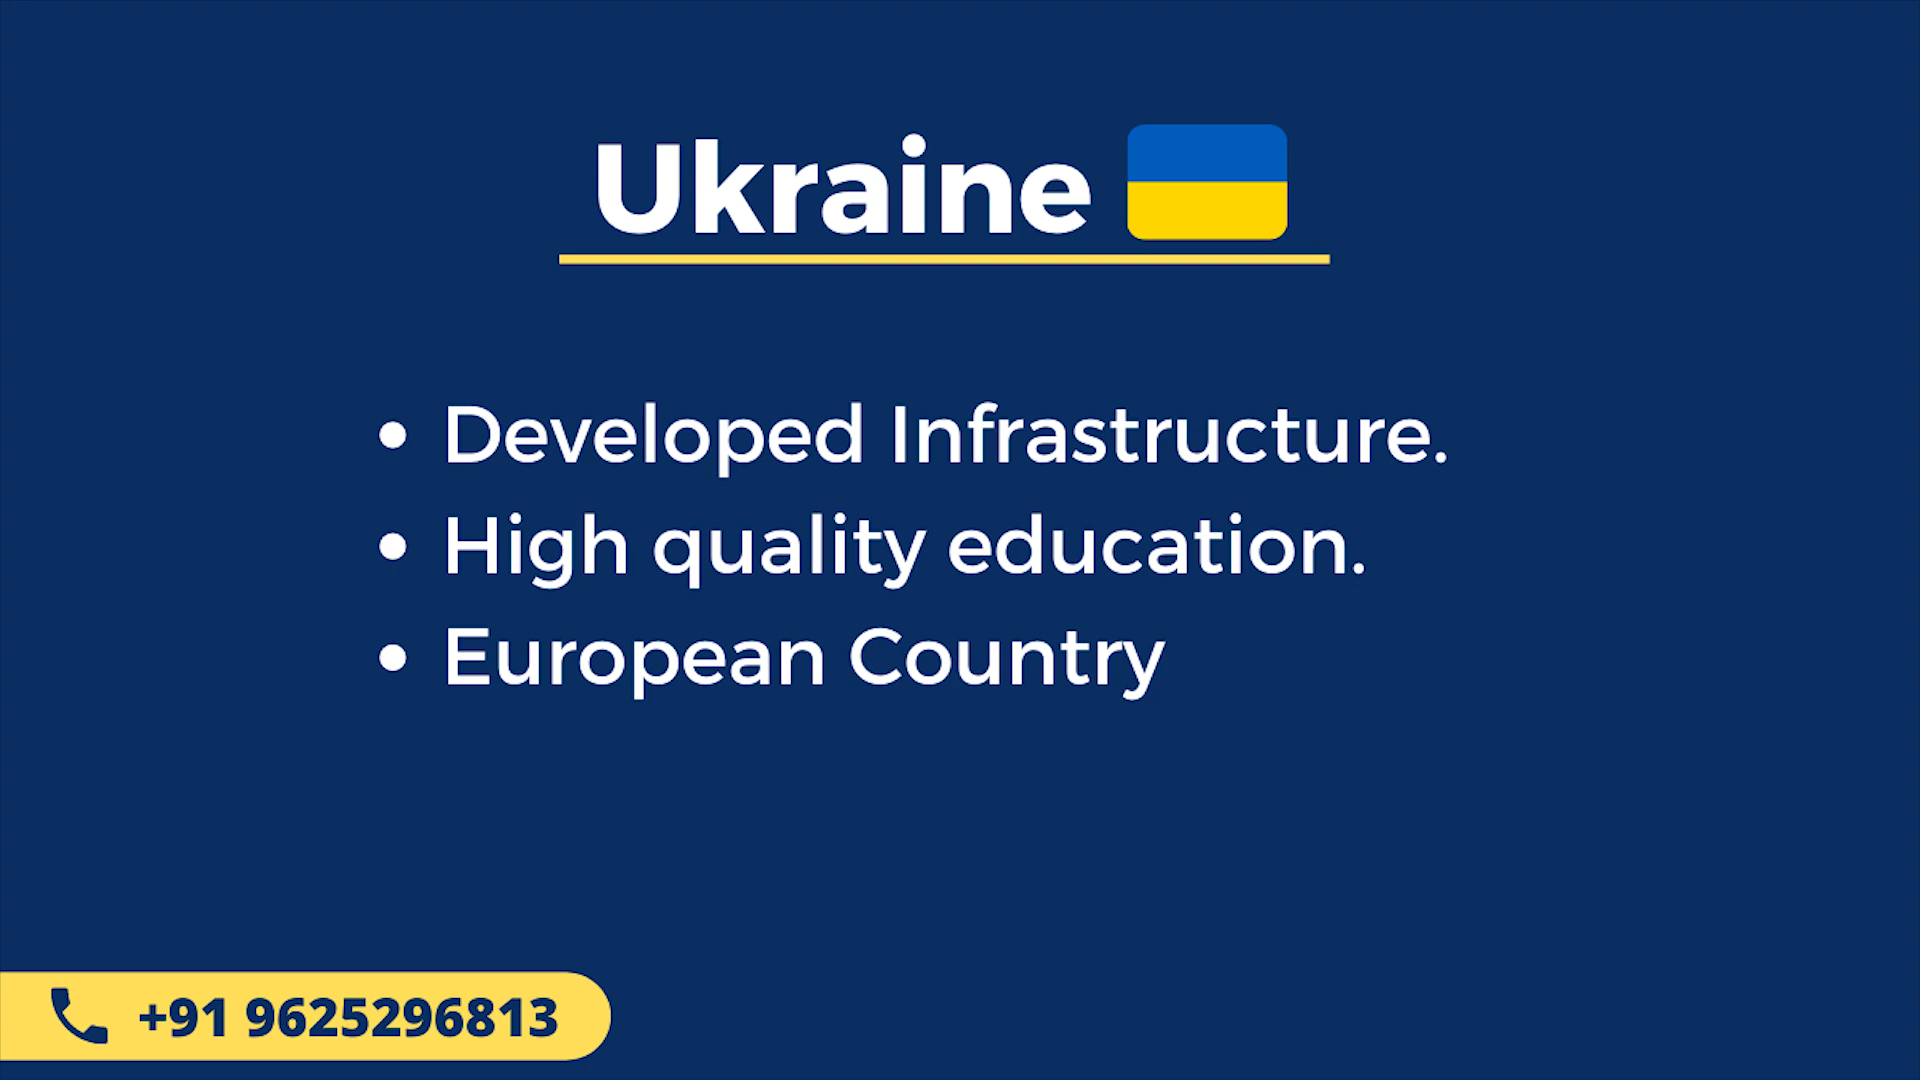 Ukraine
• Developed Infrastructure.
• High quality education.
• European Country
+91 9625296813